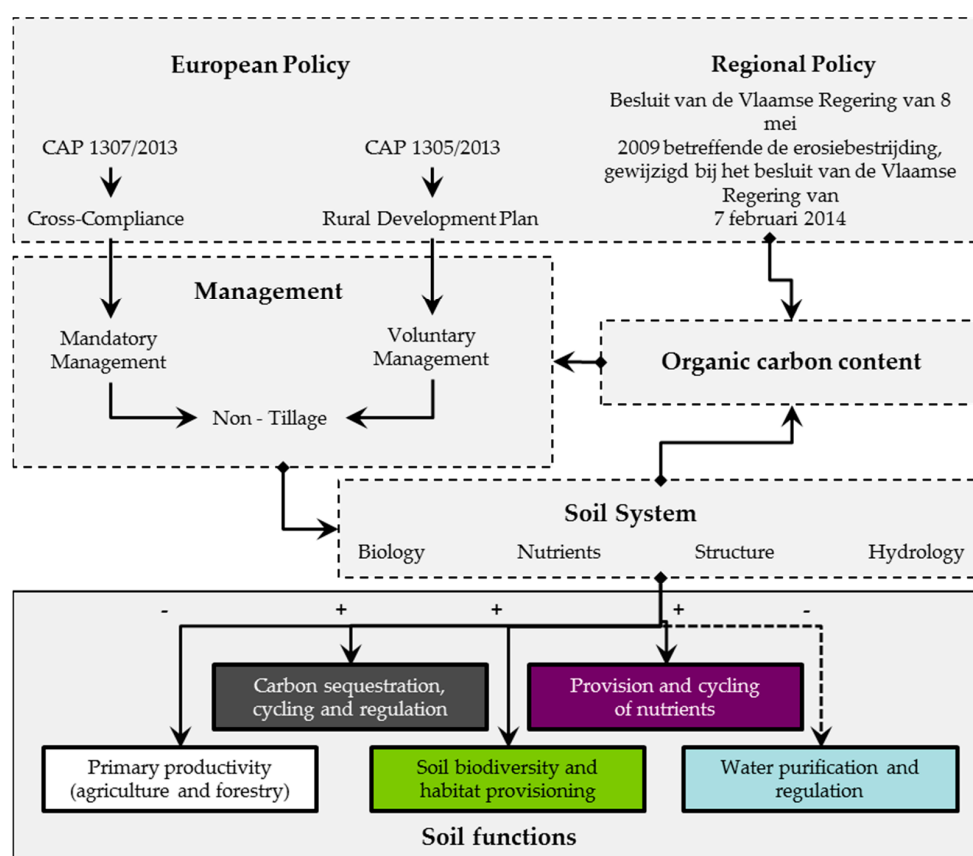 European Policy
Regional Policy
Besluit van de Vlaamse Regering van 8
mei
2009 betreffende de erosiebestrijding,
gewijzigd bij het besluit van de Vlaamse
Regering van
7 februari 2014
CAP 1307/2013
CAP 1305/2013
Cross-Compliance
Rural Development Plan
Management
Mandatory
Management
Voluntary
Management
Non - Tillage
Organic carbon content
Soil System
Biology
Nutrients
Structure
Hydrology
-
+
+
+
-
Carbon sequestration,
cycling and regulation
Provision and cycling
of nutrients
Primary productivity
(agriculture and forestry)
Soil biodiversity and
habitat provisioning
Water purification and
regulation
Soil functions